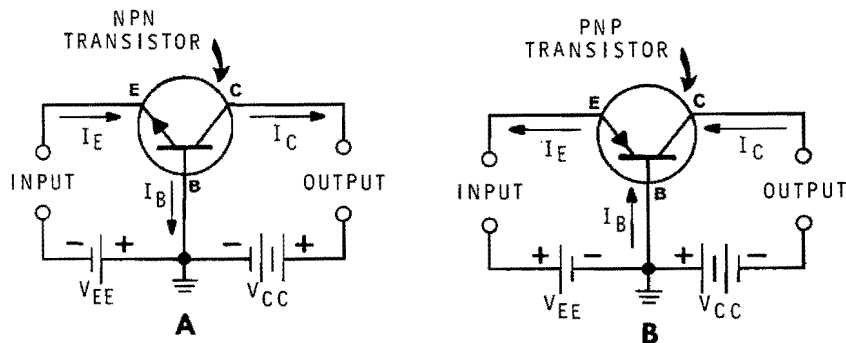 NPN
TRANSISTOR
E
C
I_E
I_C
INPUT
I_B
B
OUTPUT
- +
- +
V_EE
V_CC
A
PNP
TRANSISTOR
E
C
I_E
I_C
INPUT
I_B
B
OUTPUT
+ -
+ -
V_EE
V_CC
B